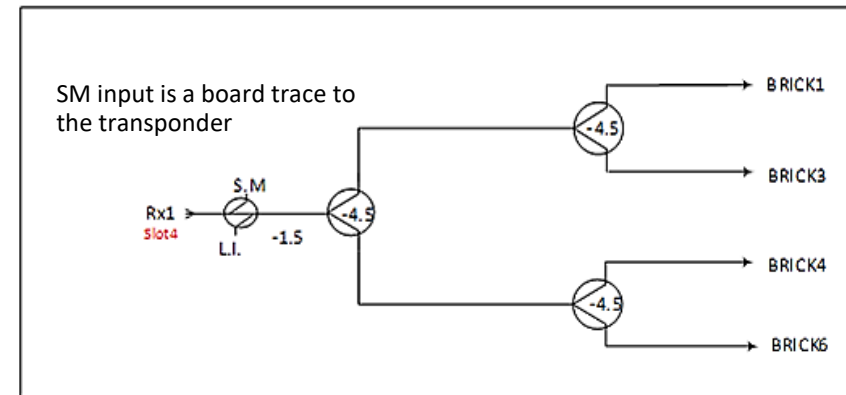 SM input is a board trace to
the transponder
S.M
Rx1
Slot4
L.I.
-1.5
-4.5
-4.5
BRICK1
BRICK3
-4.5
BRICK4
BRICK6